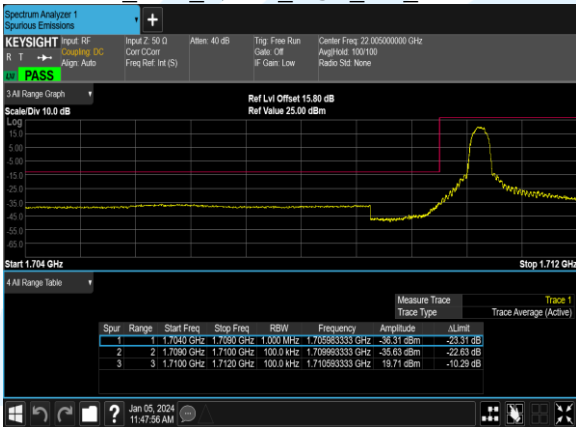 Spectrum Analyzer 1
Spurious Emissions
+
KEYSIGHT Input: RF Input Z: 50 Ω Atten: 40 dB Trig: Free Run Center Freq: 22.005000000 GHz
R T Coupling: DC Corr CCorr Gate: Off Avg|Hold: 100/100
Align: Auto Freq Ref: Int (S) IF Gain: Low Radio Std: None
LVI PASS
3 All Range Graph
Ref Lvl Offset 15.80 dB
Scale/Div 10.0 dB Ref Value 25.00 dBm
Log
15.0
5.00
-5.00
-15.0
-25.0
-35.0
-45.0
-55.0
-65.0
Start 1.704 GHz Stop 1.712 GHz
4 All Range Table
Measure Trace Trace 1
Trace Type Trace Average (Active)
Spur Range Start Freq Stop Freq RBW Frequency Amplitude ΔLimit
1 1 1.7040 GHz 1.7090 GHz 1.000 MHz 1.705983333 GHz -36.31 dBm -23.31 dB
2 2 1.7090 GHz 1.7100 GHz 100.0 kHz 1.709993333 GHz -35.63 dBm -22.63 dB
3 3 1.7100 GHz 1.7120 GHz 100.0 kHz 1.710593333 GHz 19.71 dBm -10.29 dB
? Jan 05, 2024
11:47:56 AM